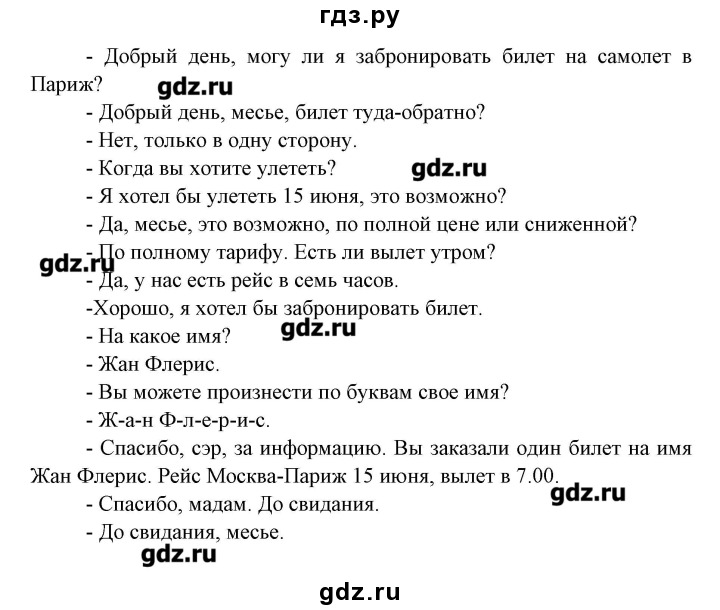 гдз.ру
- Добрый день, могу ли я забронировать билет на самолет в
Париж?
gdz.ru
- Добрый день, месье, билет туда-обратно?
- Нет, только в одну сторону.
- Когда вы хотите улететь?
gdz.ru
- Я хотел бы улететь 15 июня, это возможно?
- Да, месье, это возможно, по полной цене или сниженной?
- По полному тарифу. Есть ли вылет утром?
gdz.ru
- Да, у нас есть рейс в семь часов.
-Хорошо, я хотел бы забронировать билет.
- На какое имя?
gdz.ru
- Жан Флерис.
- Вы можете произнести по буквам свое имя?
- Ж-а-н Ф-л-е-р-и-с.
- Спасибо, сэр, за информацию. Вы заказали один билет на имя
Жан Флерис. Рейс Москва-Париж 15 июня, вылет в 7.00.
gdz.ru
- Спасибо, мадам. До свидания.
- До свидания, месье.
gdz.ru
gdz.ru